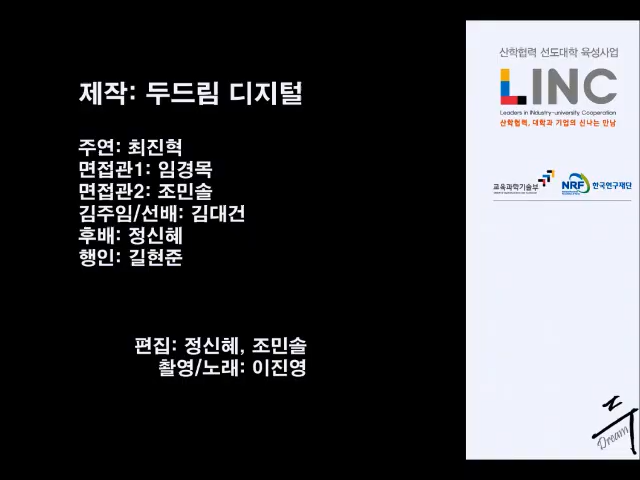 제작: 두드림 디지털
주연: 최진혁
면접관1: 임경목
면접관2: 조민솔
김주임/선배: 김대건
후배: 정신혜
행인: 길현준
편집: 정신혜, 조민솔
촬영/노래: 이진영
산학협력 선도대학 육성사업
LINC
Leaders in INdustry-university Cooperation
산학협력, 대학과 기업의 신나는 만남
교육과학기술부
NRF 한국연구재단
Dream